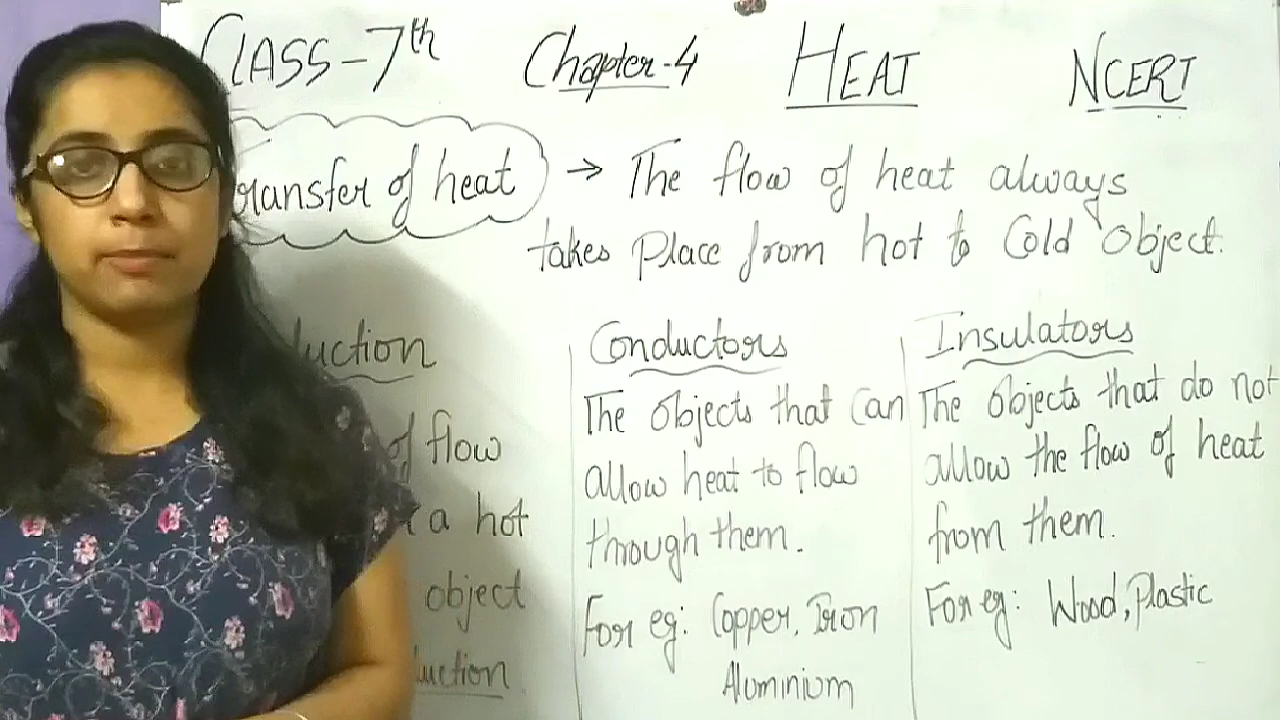 CLASS-7th Chapter-4 HEAT NCERT
Transfer of heat → The flow of heat always
takes Place from hot to Cold object.
uction
of flow
a hot
object
uction
Conductors
The objects that can
allow heat to flow
through them.
For eg: Copper, Iron
Aluminium
Insulators
The objects that do not
allow the flow of heat
from them.
For eg: Wood, Plastic